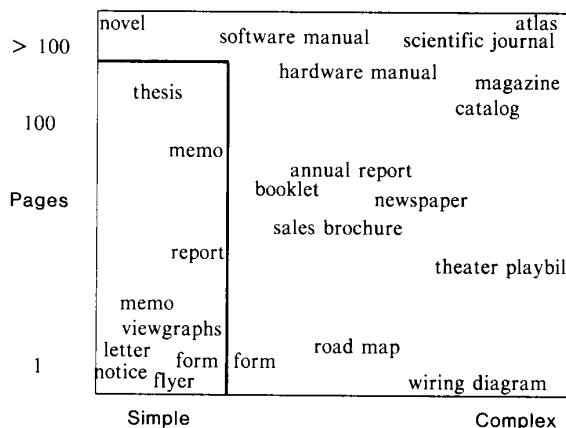 novel
atlas
software manual
scientific journal
> 100
hardware manual
magazine
thesis
catalog
100
memo
annual report
booklet
Pages
newspaper
sales brochure
report
theater playbil
memo
viewgraphs
road map
letter
form
form
1
notice
flyer
wiring diagram
Simple
Complex